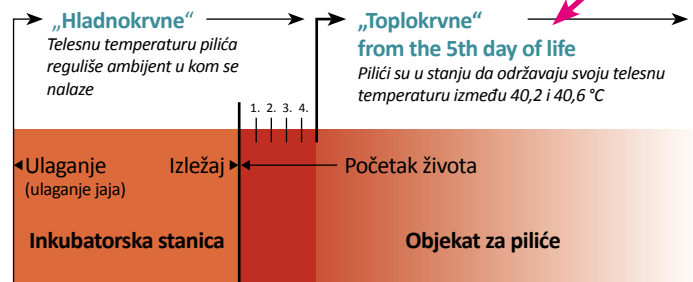 „Hladnokrvne“
Telesnu temperaturu pilića
reguliše ambijent u kom se
nalaze
„Toplokrvne“
from the 5th day of life
Pilići su u stanju da održavaju svoju telesnu
temperaturu između 40,2 i 40,6 °C
1. 2. 3. 4.
Ulaganje
(ulaganje jaja)
Izležaj
Početak života
Inkubatorska stanica
Objekat za piliće